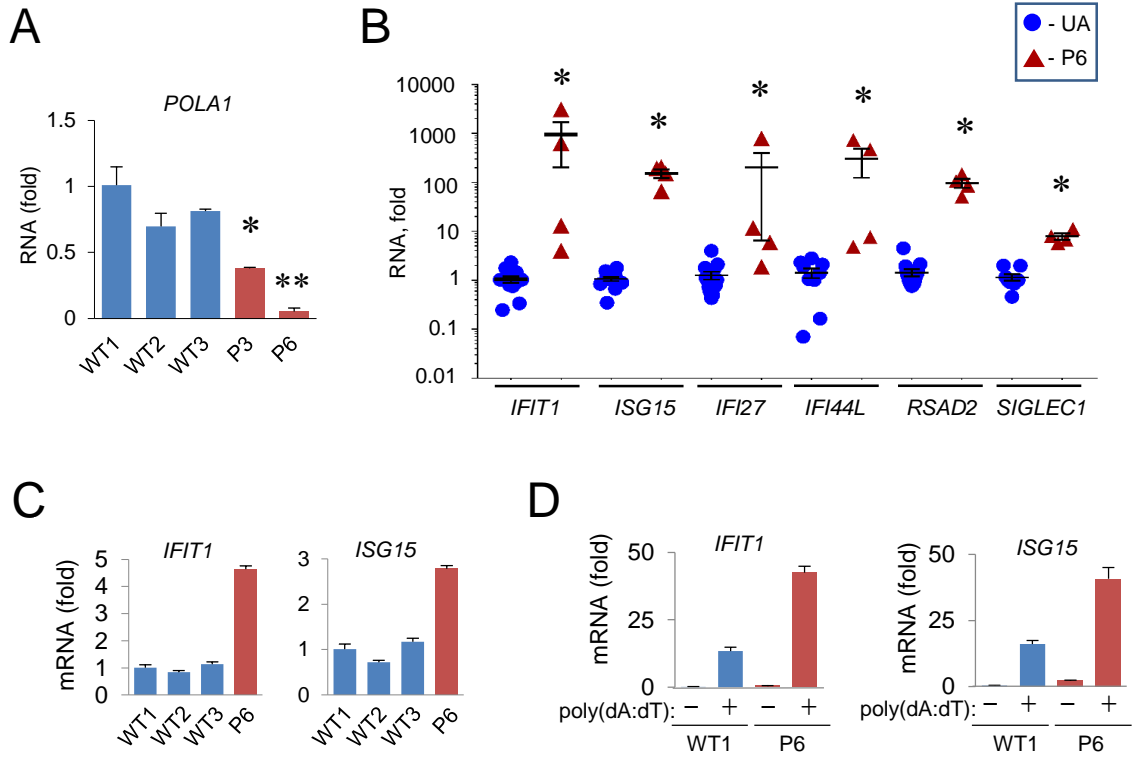 A
POLA1
RNA (fold)
1.5
1
0.5
0
*
**
WT1
WT2
WT3
P3
P6
B
- UA
- P6
RNA, fold
10000
1000
100
10
1
0.1
0.01
* * * * * *
IFIT1 ISG15 IFI27 IFI44L RSAD2 SIGLEC1
C
IFIT1
mRNA (fold)
5
4
3
2
1
0
WT1
WT2
WT3
P6
ISG15
3
2
1
0
WT1
WT2
WT3
P6
D
IFIT1
mRNA (fold)
50
25
0
poly(dA:dT): − + − +
WT1 P6
ISG15
mRNA (fold)
50
25
0
poly(dA:dT): − + − +
WT1 P6